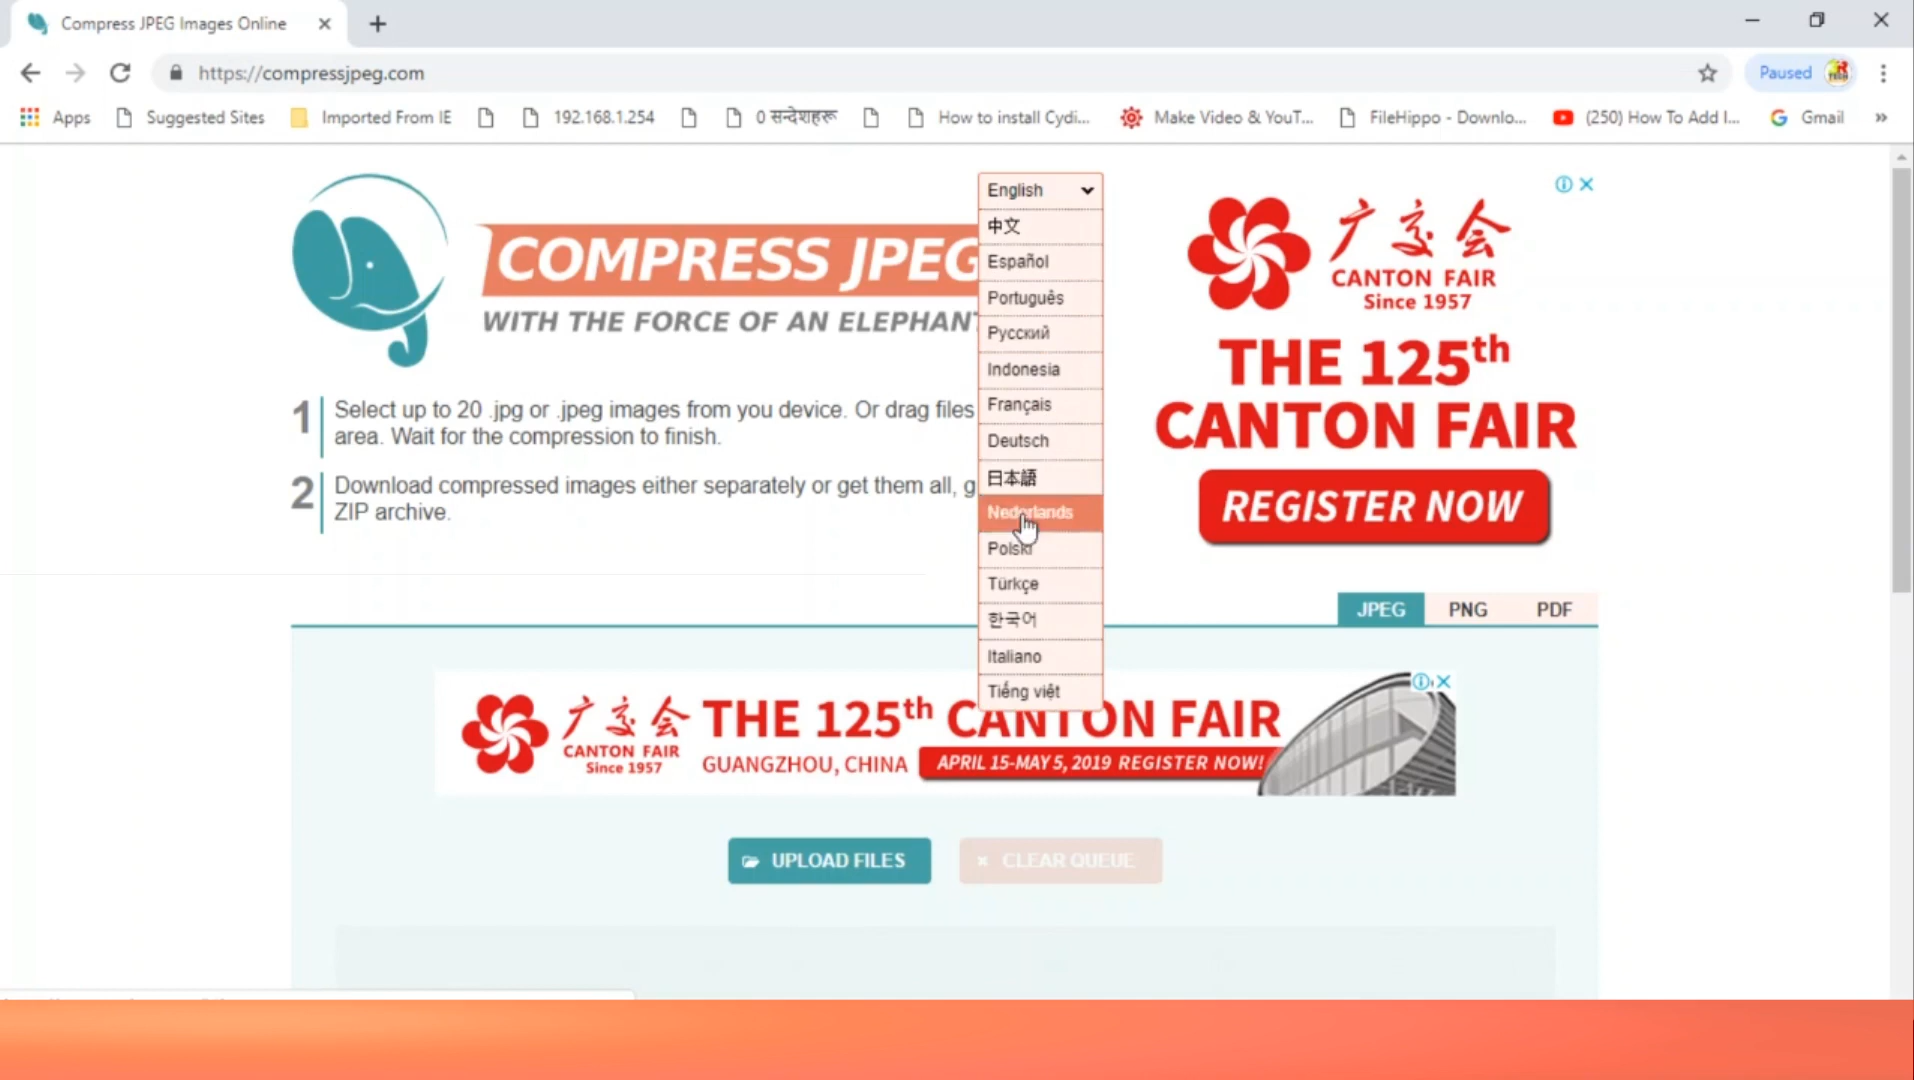 Compress JPEG Images Online
https://compressjpeg.com
Paused
Apps
Suggested Sites
Imported From IE
192.168.1.254
0 सन्देशहरू
How to install Cydi...
Make Video & YouT...
FileHippo - Downlo...
(250) How To Add I...
Gmail
COMPRESS JPEG
WITH THE FORCE OF AN ELEPHANT
1
Select up to 20 .jpg or .jpeg images from you device. Or drag files
area. Wait for the compression to finish.
2
Download compressed images either separately or get them all, g
ZIP archive.
English
中文
Español
Português
Русский
Indonesia
Français
Deutsch
日本語
Nederlands
Polski
Türkçe
한국어
Italiano
Tiếng việt
广交会
CANTON FAIR
Since 1957
THE 125th
CANTON FAIR
REGISTER NOW
JPEG
PNG
PDF
广交会
CANTON FAIR
Since 1957
THE 125th CANTON FAIR
GUANGZHOU, CHINA
APRIL 15-MAY 5, 2019 REGISTER NOW!
UPLOAD FILES
CLEAR QUEUE